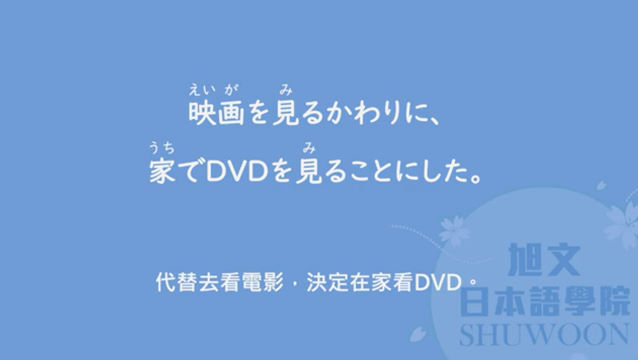 えいが み
映画を見るかわりに、
うち み
家でDVDを見ることにした。
代替去看電影，決定在家看DVD。
旭文
日本語學院
SHUWOON